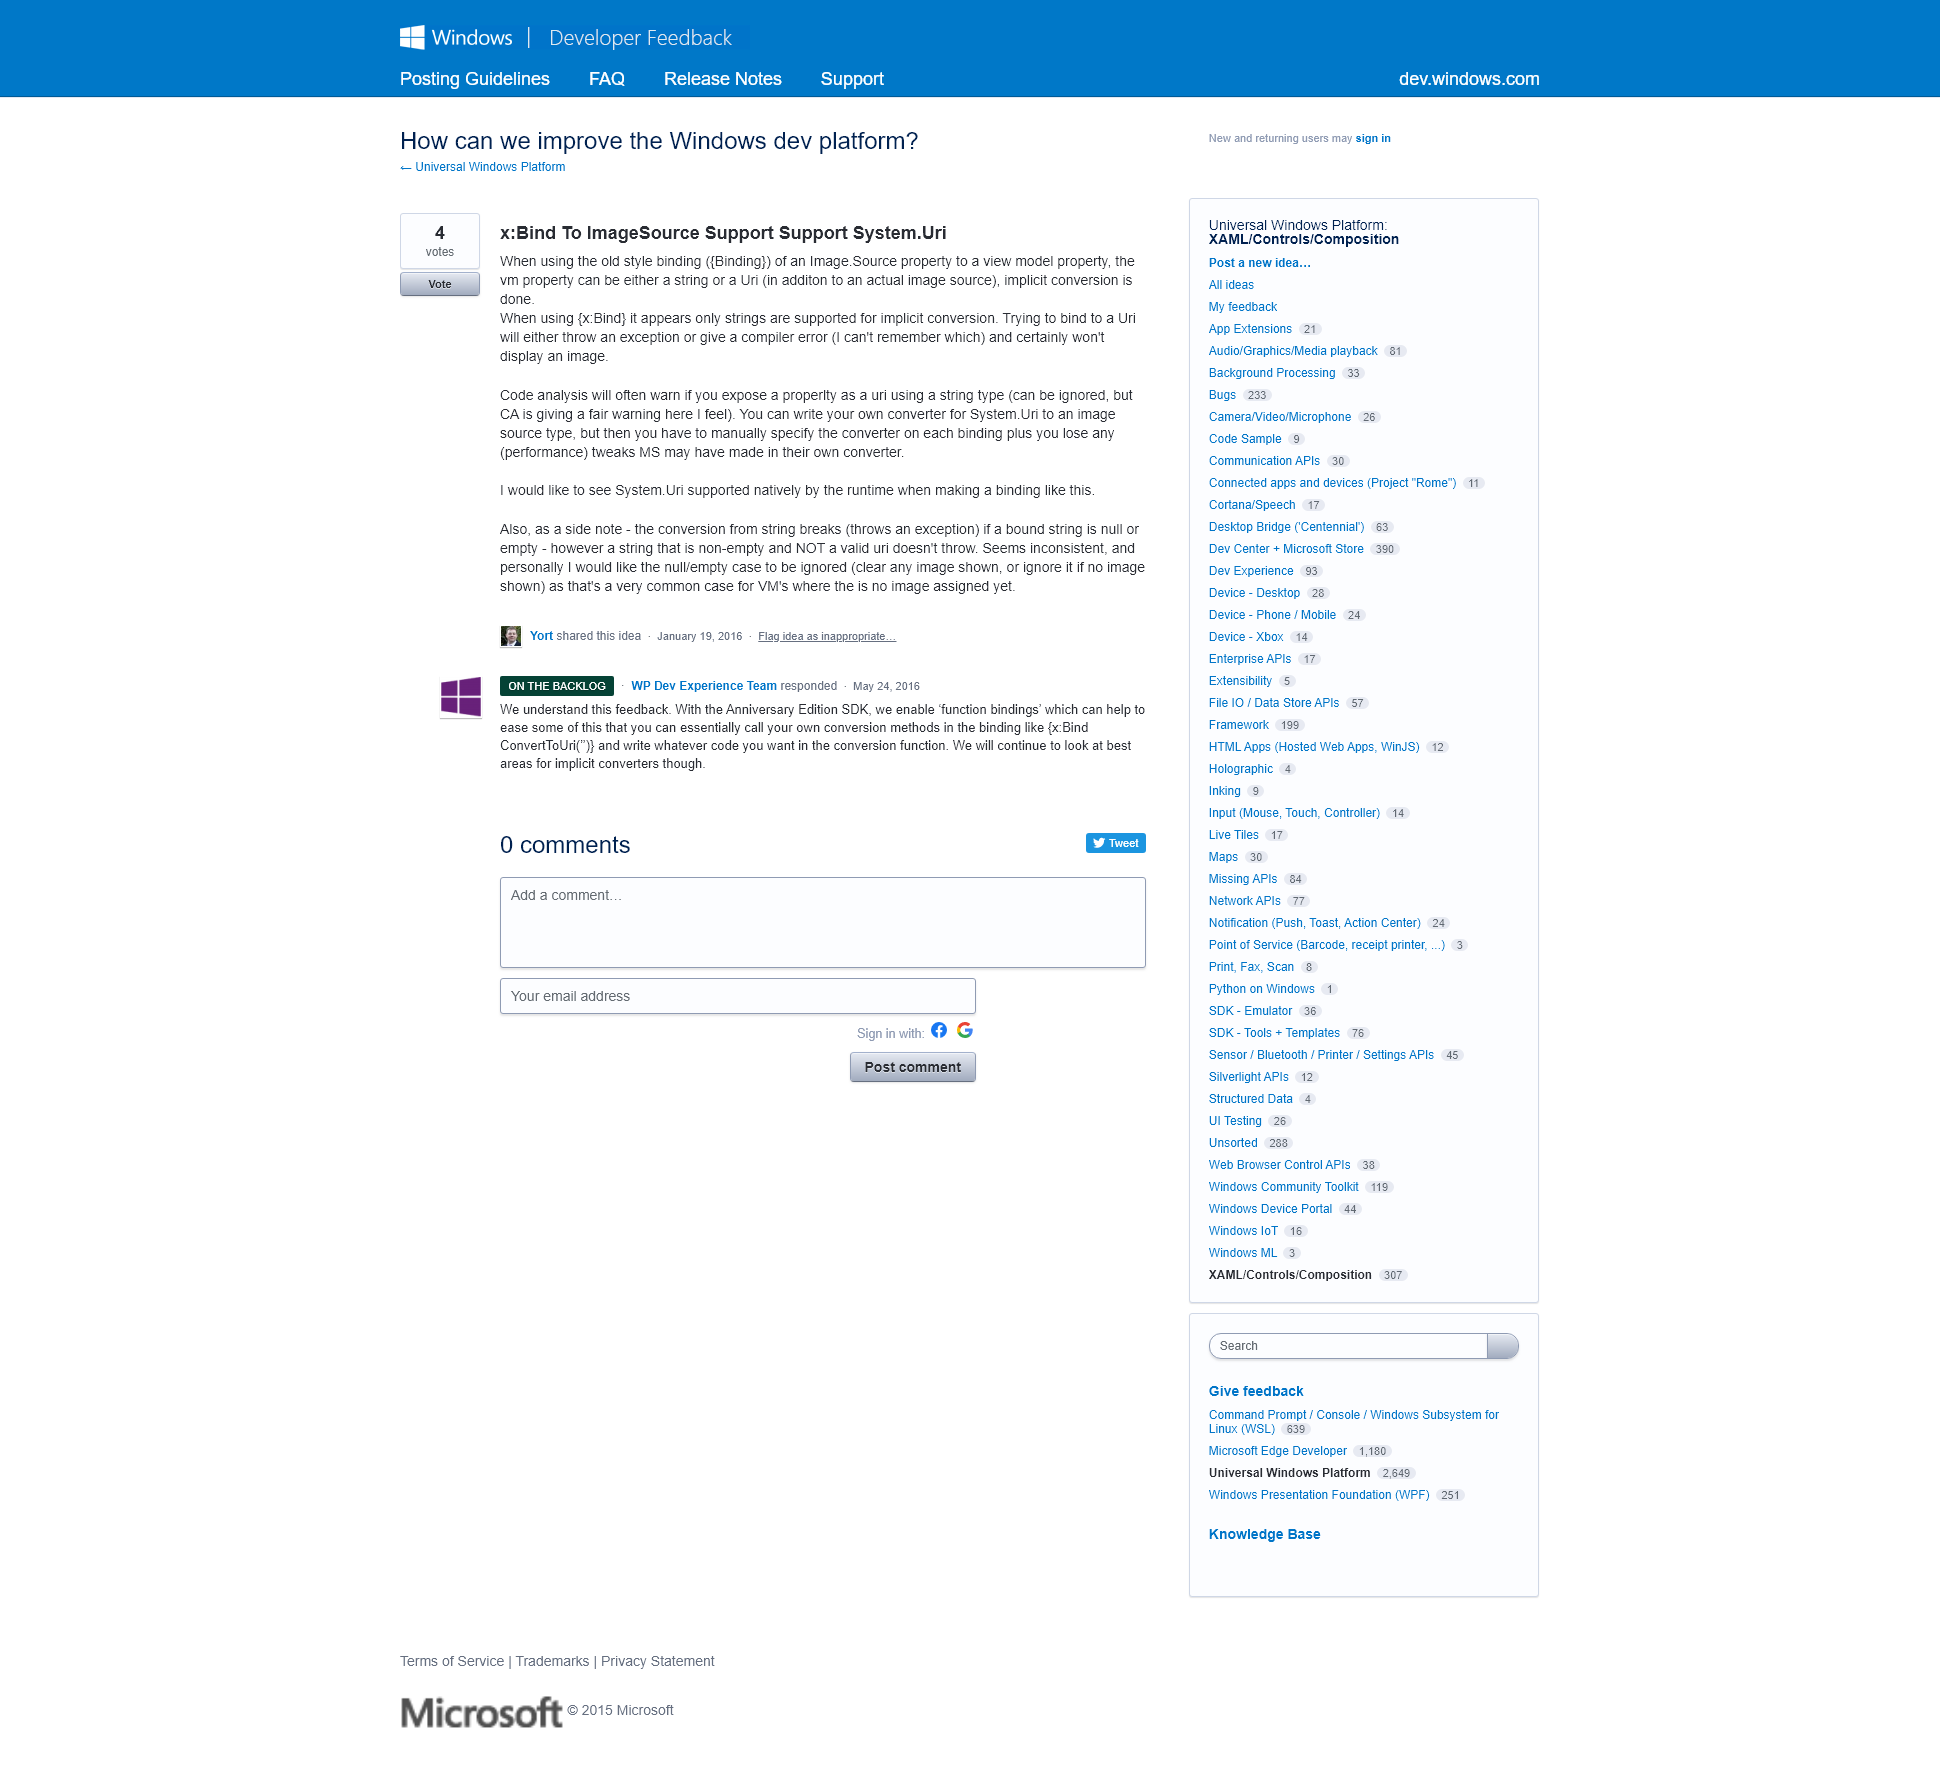 Windows | Developer Feedback
Posting Guidelines FAQ Release Notes Support dev.windows.com
How can we improve the Windows dev platform?
← Universal Windows Platform
New and returning users may sign in
4
votes
Vote
x:Bind To ImageSource Support Support System.Uri
When using the old style binding ({Binding}) of an Image.Source property to a view model property, the
vm property can be either a string or a Uri (in additon to an actual image source), implicit conversion is
done.
When using {x:Bind} it appears only strings are supported for implicit conversion. Trying to bind to a Uri
will either throw an exception or give a compiler error (I can't remember which) and certainly won't
display an image.
Code analysis will often warn if you expose a properlty as a uri using a string type (can be ignored, but
CA is giving a fair warning here I feel). You can write your own converter for System.Uri to an image
source type, but then you have to manually specify the converter on each binding plus you lose any
(performance) tweaks MS may have made in their own converter.
I would like to see System.Uri supported natively by the runtime when making a binding like this.
Also, as a side note - the conversion from string breaks (throws an exception) if a bound string is null or
empty - however a string that is non-empty and NOT a valid uri doesn't throw. Seems inconsistent, and
personally I would like the null/empty case to be ignored (clear any image shown, or ignore it if no image
shown) as that's a very common case for VM's where the is no image assigned yet.
Yort shared this idea · January 19, 2016 · Flag idea as inappropriate…
ON THE BACKLOG · WP Dev Experience Team responded · May 24, 2016
We understand this feedback. With the Anniversary Edition SDK, we enable ‘function bindings’ which can help to
ease some of this that you can essentially call your own conversion methods in the binding like {x:Bind
ConvertToUri(‘’)} and write whatever code you want in the conversion function. We will continue to look at best
areas for implicit converters though.
0 comments
Tweet
Add a comment…
Your email address
Sign in with:
Post comment
Universal Windows Platform:
XAML/Controls/Composition
Post a new idea…
All ideas
My feedback
App Extensions 21
Audio/Graphics/Media playback 81
Background Processing 33
Bugs 233
Camera/Video/Microphone 26
Code Sample 9
Communication APIs 30
Connected apps and devices (Project "Rome") 11
Cortana/Speech 17
Desktop Bridge ('Centennial') 63
Dev Center + Microsoft Store 390
Dev Experience 93
Device - Desktop 28
Device - Phone / Mobile 24
Device - Xbox 14
Enterprise APIs 17
Extensibility 5
File IO / Data Store APIs 57
Framework 199
HTML Apps (Hosted Web Apps, WinJS) 12
Holographic 4
Inking 9
Input (Mouse, Touch, Controller) 14
Live Tiles 17
Maps 30
Missing APIs 84
Network APIs 77
Notification (Push, Toast, Action Center) 24
Point of Service (Barcode, receipt printer, ...) 3
Print, Fax, Scan 8
Python on Windows 1
SDK - Emulator 36
SDK - Tools + Templates 76
Sensor / Bluetooth / Printer / Settings APIs 45
Silverlight APIs 12
Structured Data 4
UI Testing 26
Unsorted 288
Web Browser Control APIs 38
Windows Community Toolkit 119
Windows Device Portal 44
Windows IoT 16
Windows ML 3
XAML/Controls/Composition 307
Search
Give feedback
Command Prompt / Console / Windows Subsystem for
Linux (WSL) 639
Microsoft Edge Developer 1,180
Universal Windows Platform 2,649
Windows Presentation Foundation (WPF) 251
Knowledge Base
Terms of Service | Trademarks | Privacy Statement
Microsoft © 2015 Microsoft